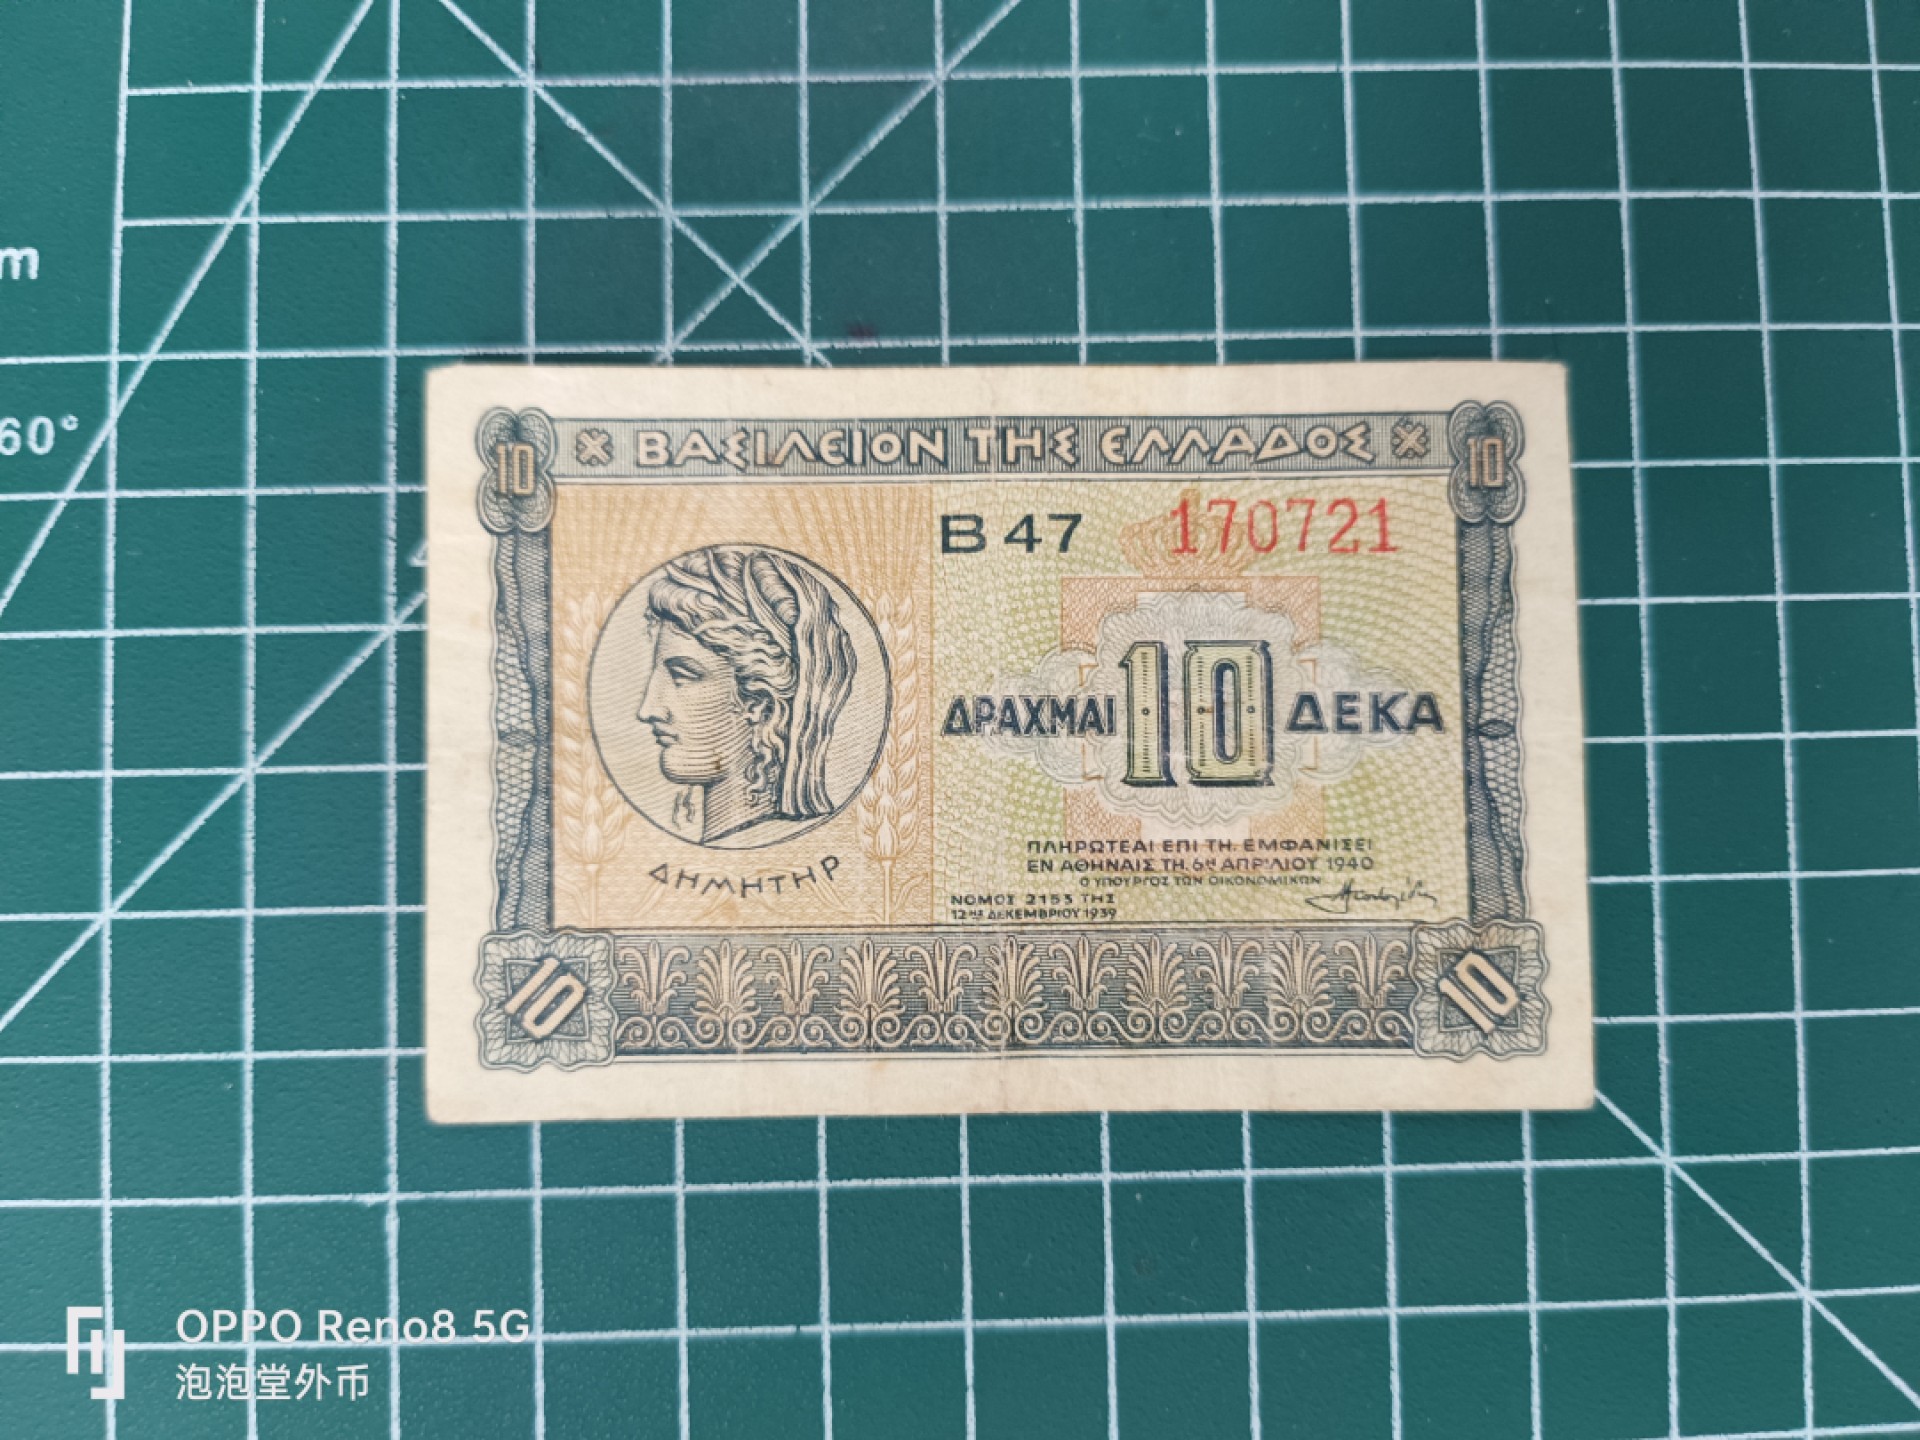 m
60°
10 ΒΑΣΙΛΕΙΟΝ ΤΗΣ ΕΛΛΑΔΟΣ 10
Β 47 170721
ΔΡΑΧΜΑΙ 10 ΔΕΚΑ
ΔΗΜΗΤΗΡ
ΠΛΗΡΩΤΕΑΙ ΕΠΙ ΤΗ. ΕΜΦΑΝΙΣΕΙ
ΕΝ ΑΘΗΝΑΙΣ ΤΗ. 6Η ΑΠΡΙΛΙΟΥ 1940
Ο ΥΠΟΥΡΓΟΣ ΤΩΝ ΟΙΚΟΝΟΜΙΚΩΝ
ΝΟΜΟΣ 2153 ΤΗΣ
12ΗΣ ΔΕΚΕΜΒΡΙΟΥ 1939
10 10
OPPO Reno8 5G
泡泡堂外币